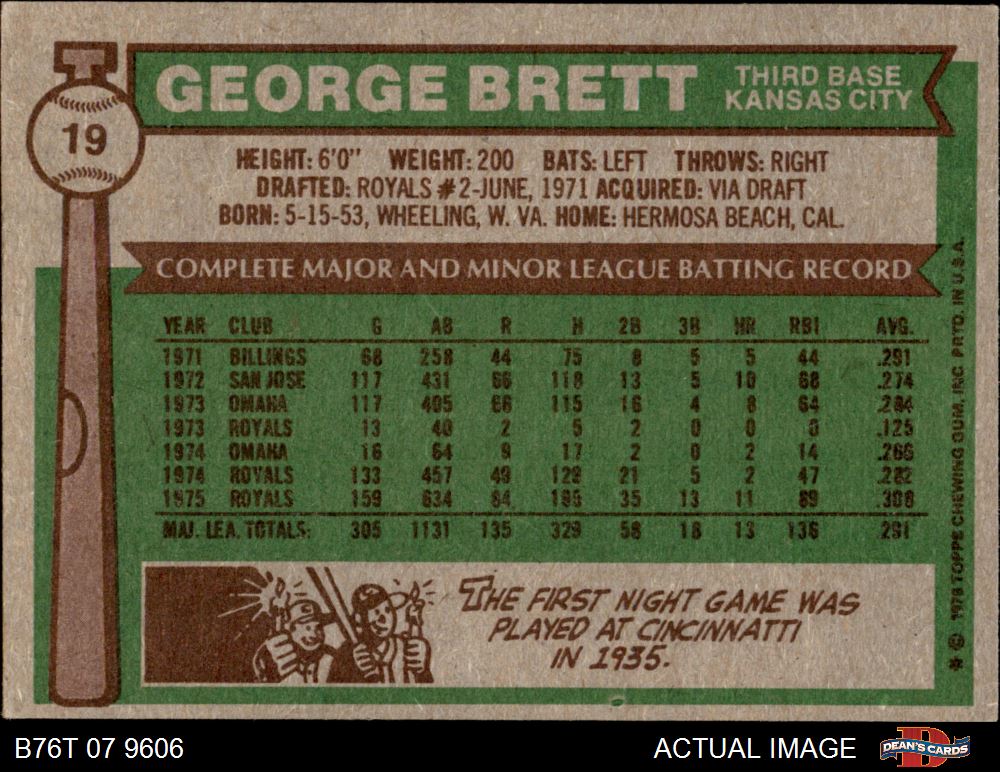 T
19
GEORGE BRETT THIRD BASE
KANSAS CITY
HEIGHT: 6'0" WEIGHT: 200 BATS: LEFT THROWS: RIGHT
DRAFTED: ROYALS #2-JUNE, 1971 ACQUIRED: VIA DRAFT
BORN: 5-15-53, WHEELING, W. VA. HOME: HERMOSA BEACH, CAL.
COMPLETE MAJOR AND MINOR LEAGUE BATTING RECORD
YEAR CLUB G AB R H 2B 3B HR RBI AVG.
1971 BILLINGS 68 258 44 75 8 5 5 44 .291
1972 SAN JOSE 117 431 66 118 13 5 10 68 .274
1973 OMAHA 117 405 66 115 16 4 8 64 .284
1973 ROYALS 13 40 2 5 2 0 0 0 .125
1974 OMAHA 16 64 9 17 2 0 2 14 .266
1974 ROYALS 133 457 49 129 21 5 2 47 .282
1975 ROYALS 159 634 84 195 35 13 11 89 .308
MAJ. LEA. TOTALS: 305 1131 135 329 58 18 13 136 .291
THE FIRST NIGHT GAME WAS
PLAYED AT CINCINNATTI
IN 1935.
* © 1976 TOPPS CHEWING GUM, INC. PRTD. IN U.S.A.
B76T 07 9606 ACTUAL IMAGE DEAN'S CARDS